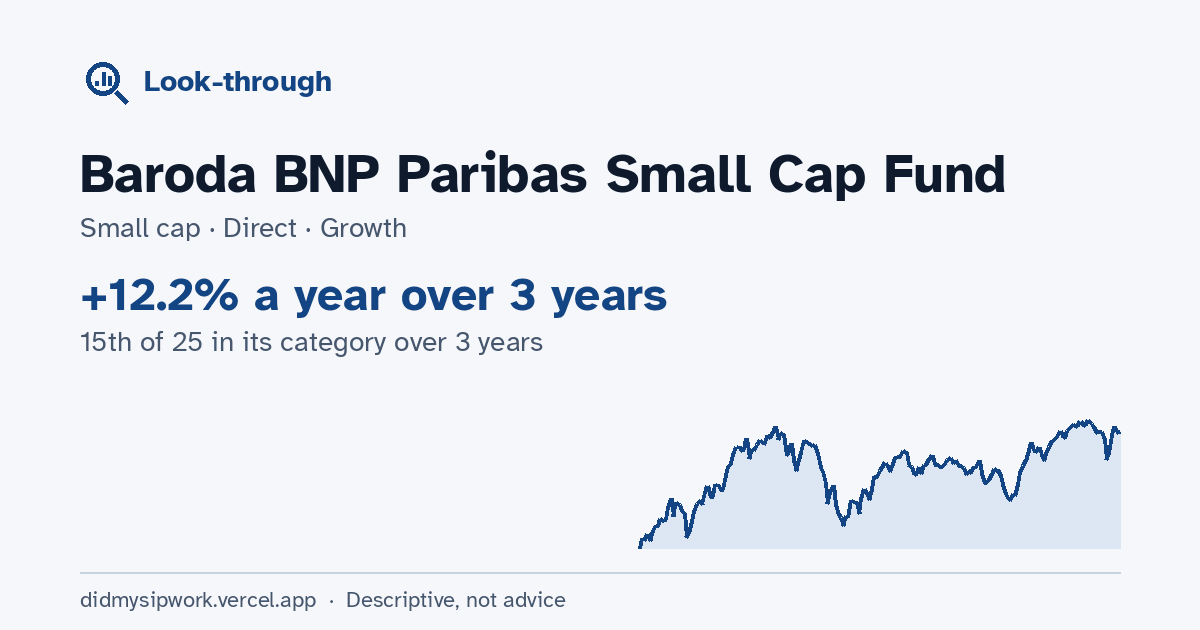 Look-through
Baroda BNP Paribas Small Cap Fund
Small cap · Direct · Growth
+12.2% a year over 3 years
15th of 25 in its category over 3 years
didmysipwork.vercel.app · Descriptive, not advice